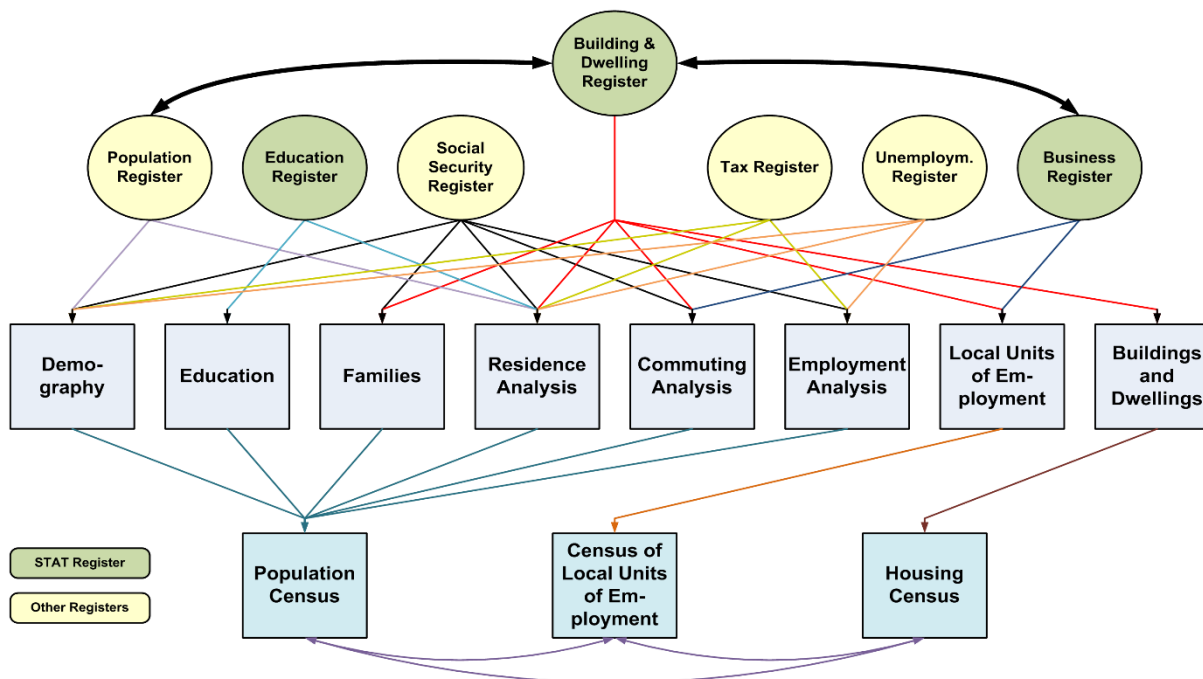 Building &
Dwelling
Register
Population
Register
Education
Register
Social
Security
Register
Tax Register
Unemploym.
Register
Business
Register
Demo-
graphy
Education
Families
Residence
Analysis
Commuting
Analysis
Employment
Analysis
Local Units
of Em-
ployment
Buildings
and
Dwellings
STAT Register
Other Registers
Population
Census
Census of
Local Units
of Em-
ployment
Housing
Census